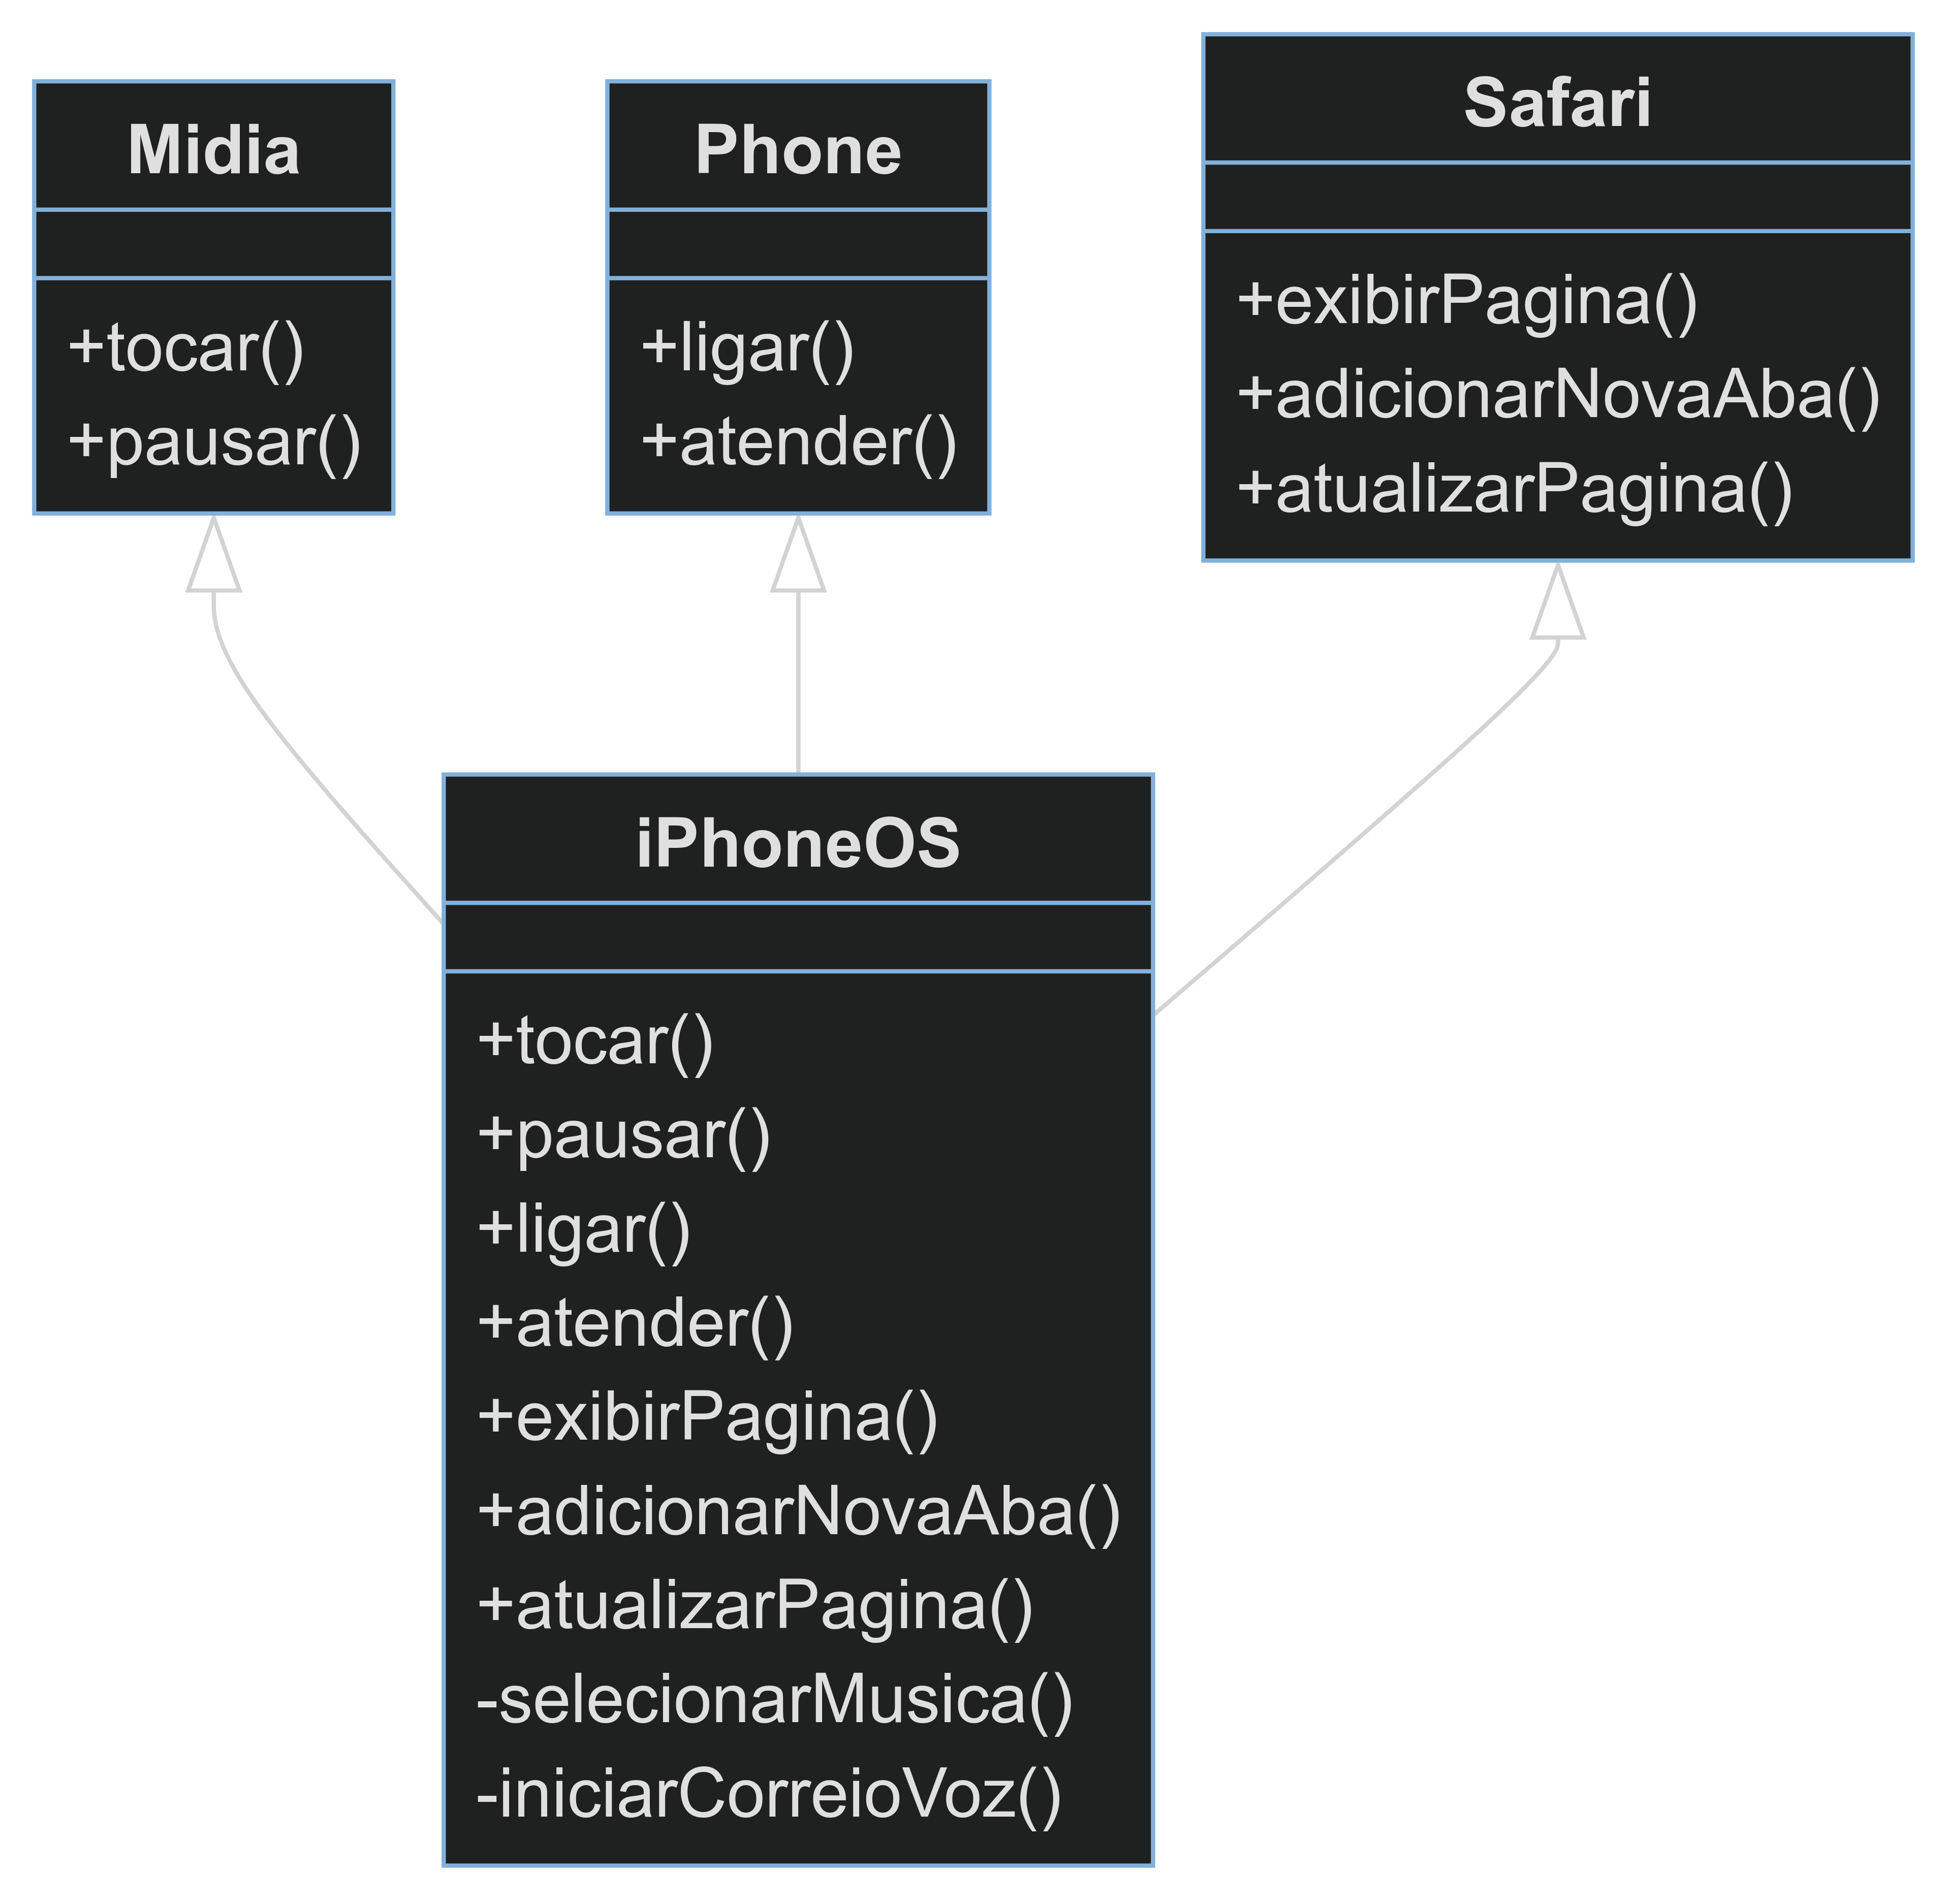 Midia
+tocar()
+pausar()
Phone
+ligar()
+atender()
Safari
+exibirPagina()
+adicionarNovaAba()
+atualizarPagina()
iPhoneOS
+tocar()
+pausar()
+ligar()
+atender()
+exibirPagina()
+adicionarNovaAba()
+atualizarPagina()
-selecionarMusica()
-iniciarCorreioVoz()